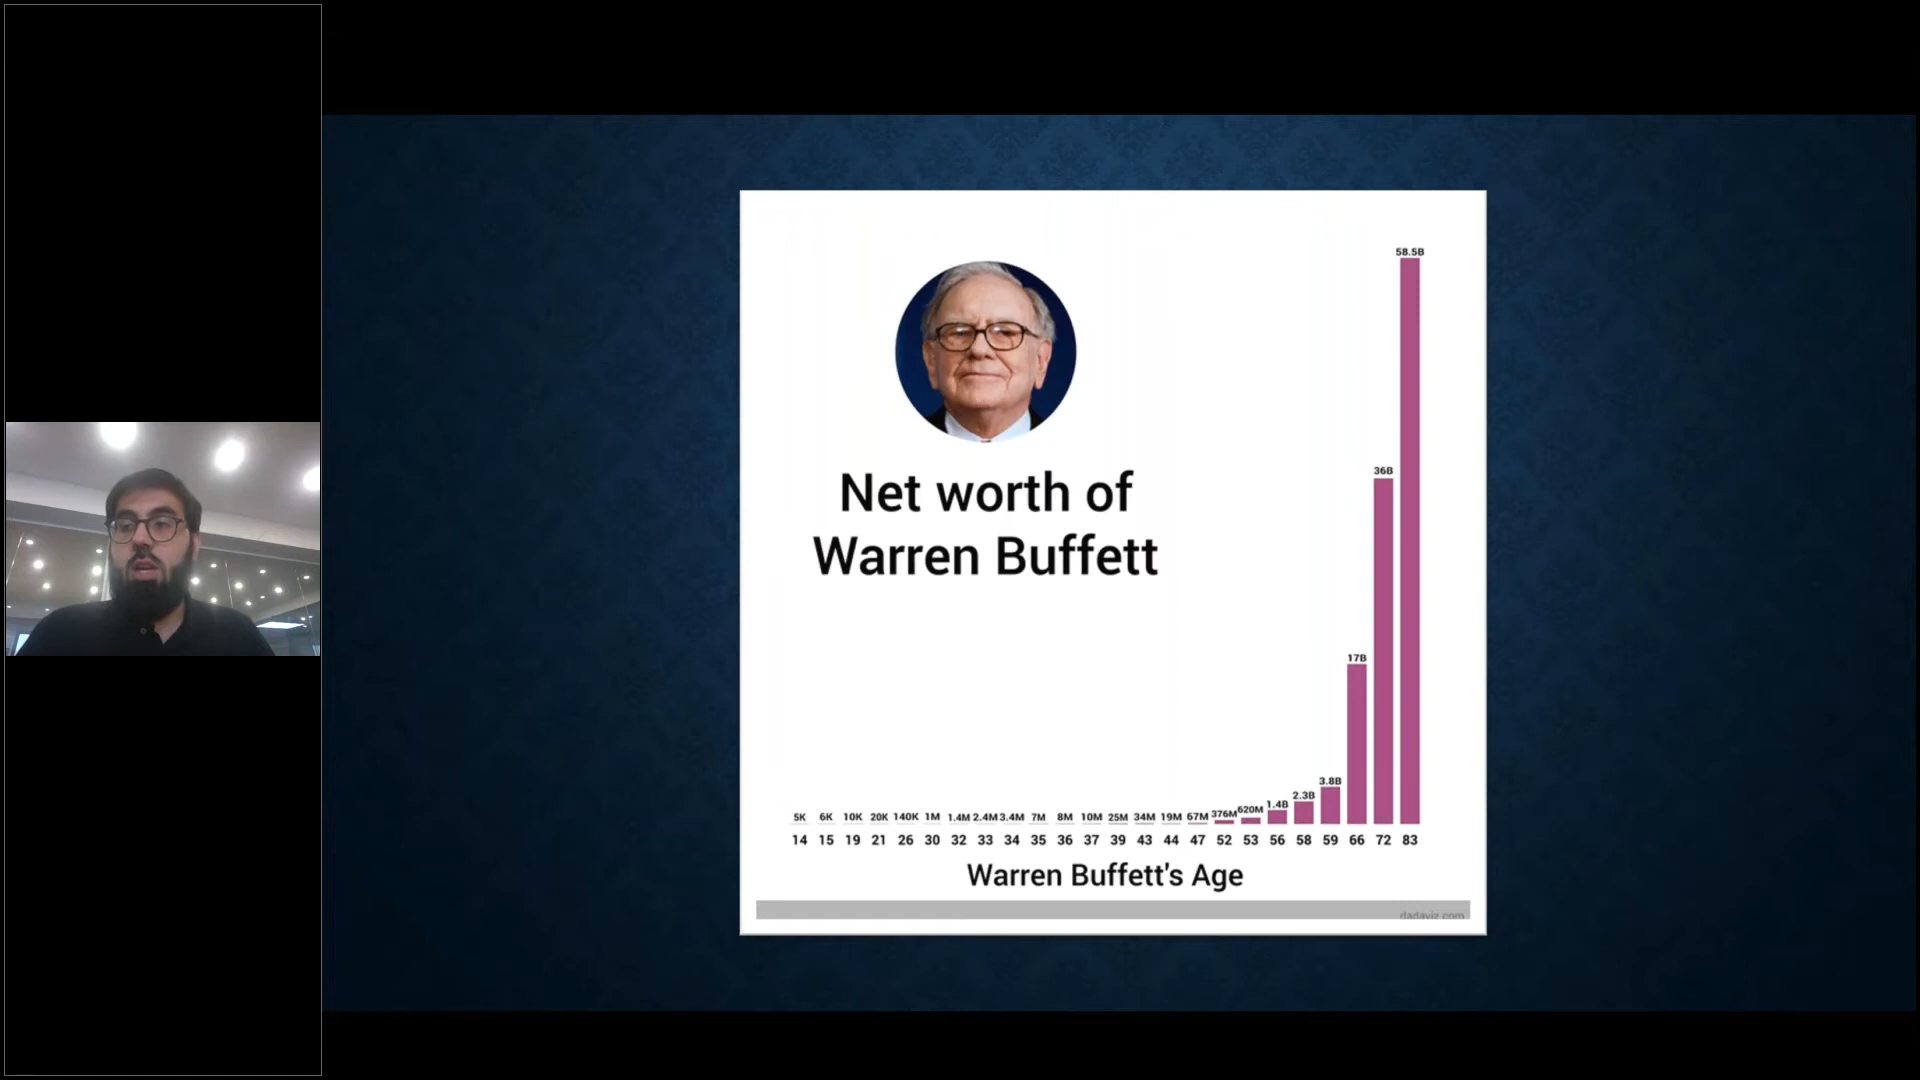 58.5B
36B
Net worth of
Warren Buffett
17B
3.8B
2.3B
1.4B
5K 6K 10K 20K 140K 1M 1.4M 2.4M 3.4M 7M 8M 10M 25M 34M 19M 67M 376M 620M
14 15 19 21 26 30 32 33 34 35 36 37 39 43 44 47 52 53 56 58 59 66 72 83
Warren Buffett's Age
dadaviz.com